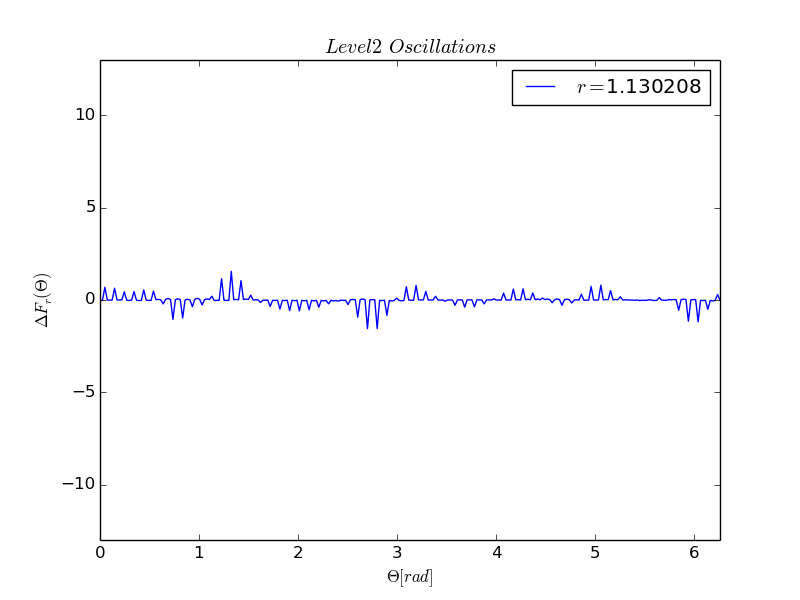 Level2 Oscillations
r=1.130208
10
5
0
−5
−10
ΔF_r(Θ)
0 1 2 3 4 5 6
Θ[rad]